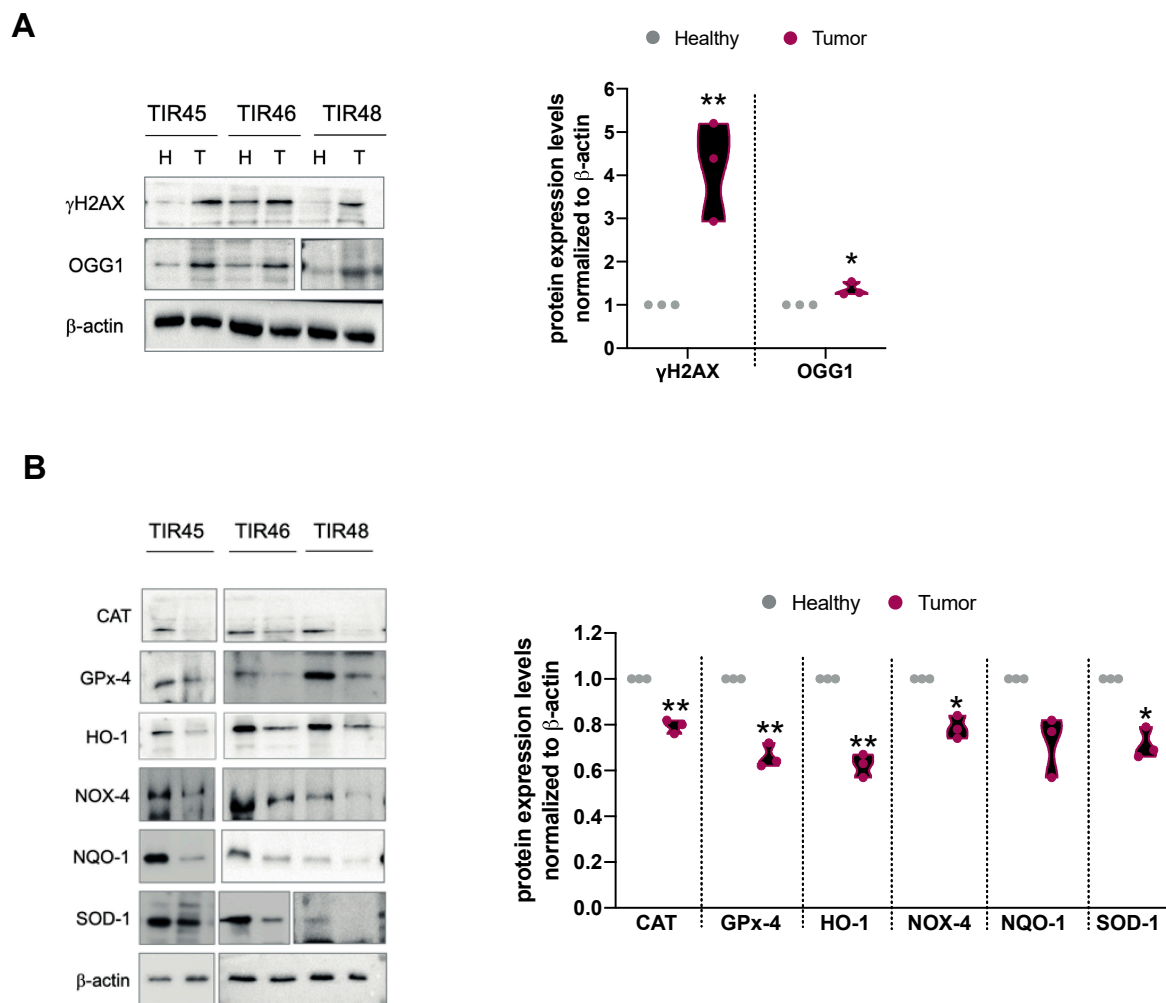 A
TIR45 TIR46 TIR48
H T H T H T
γH2AX
OGG1
β-actin
Healthy Tumor
protein expression levels
normalized to β-actin
6
5
4
3
2
1
0
**
*
γH2AX OGG1
B
TIR45 TIR46 TIR48
CAT
GPx-4
HO-1
NOX-4
NQO-1
SOD-1
β-actin
Healthy Tumor
protein expression levels
normalized to β-actin
1.2
1.0
0.8
0.6
0.4
0.2
0.0
** ** ** * *
CAT GPx-4 HO-1 NOX-4 NQO-1 SOD-1